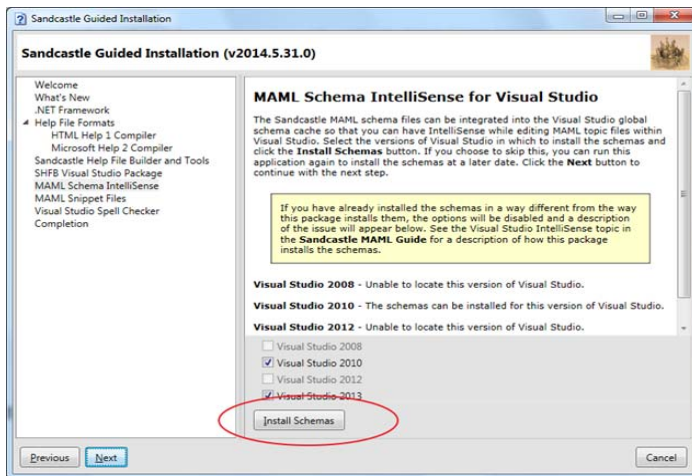 Sandcastle Guided Installation
Sandcastle Guided Installation (v2014.5.31.0)
Welcome
What's New
.NET Framework
Help File Formats
HTML Help 1 Compiler
Microsoft Help 2 Compiler
Sandcastle Help File Builder and Tools
SHFB Visual Studio Package
MAML Schema IntelliSense
MAML Snippet Files
Visual Studio Spell Checker
Completion
MAML Schema IntelliSense for Visual Studio
The Sandcastle MAML schema files can be integrated into the Visual Studio global
schema cache so that you can have IntelliSense while editing MAML topic files within
Visual Studio. Select the versions of Visual Studio in which to install the schemas and
click the Install Schemas button. If you choose to skip this, you can run this
application again to install the schemas at a later date. Click the Next button to
continue with the next step.
If you have already installed the schemas in a way different from the way
this package installs them, the options will be disabled and a description
of the issue will appear below. See the Visual Studio IntelliSense topic in
the Sandcastle MAML Guide for a description of how this package
installs the schemas.
Visual Studio 2008 - Unable to locate this version of Visual Studio.
Visual Studio 2010 - The schemas can be installed for this version of Visual Studio.
Visual Studio 2012 - Unable to locate this version of Visual Studio.
Visual Studio 2008
Visual Studio 2010
Visual Studio 2012
Visual Studio 2013
Install Schemas
Previous
Next
Cancel